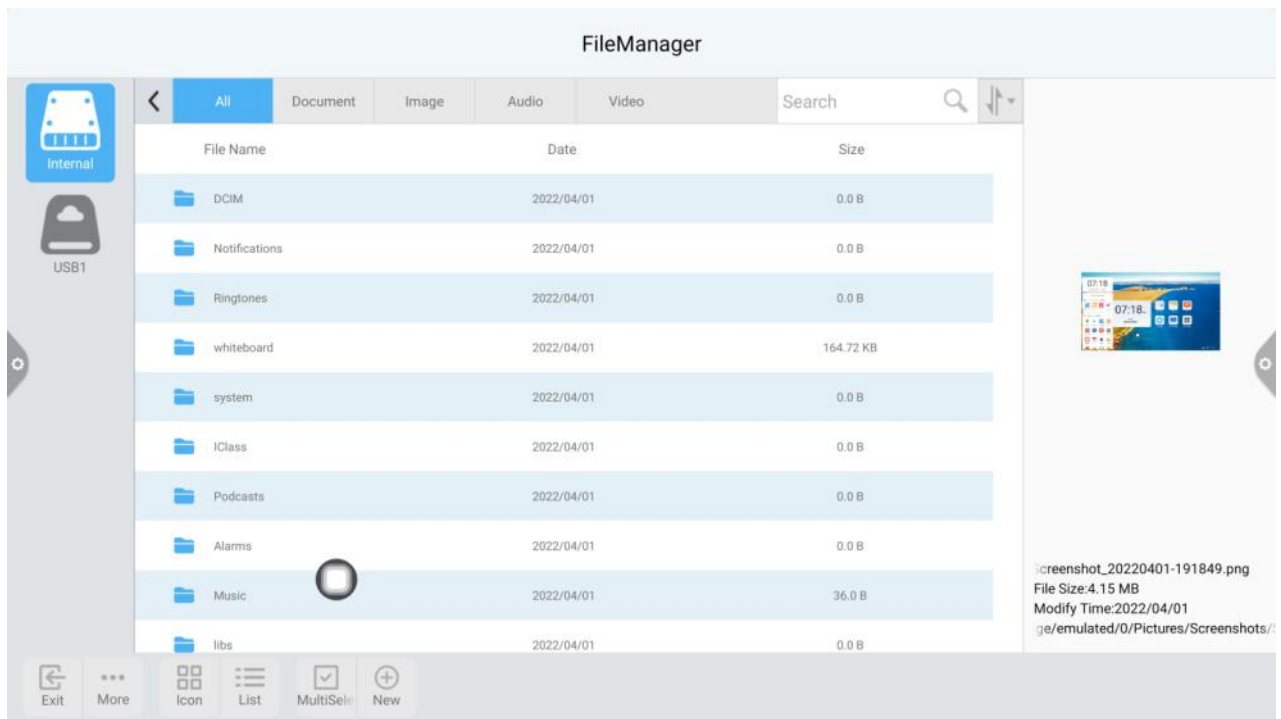 FileManager
All Document Image Audio Video Search
Internal
USB1
File Name Date Size
DCIM 2022/04/01 0.0 B
Notifications 2022/04/01 0.0 B
Ringtones 2022/04/01 0.0 B
whiteboard 2022/04/01 164.72 KB
system 2022/04/01 0.0 B
IClass 2022/04/01 0.0 B
Podcasts 2022/04/01 0.0 B
Alarms 2022/04/01 0.0 B
Music 2022/04/01 36.0 B
libs 2022/04/01 0.0 B
07:18
07:18
creenshot_20220401-191849.png
File Size:4.15 MB
Modify Time:2022/04/01
ge/emulated/0/Pictures/Screenshots/
Exit More Icon List MultiSele New